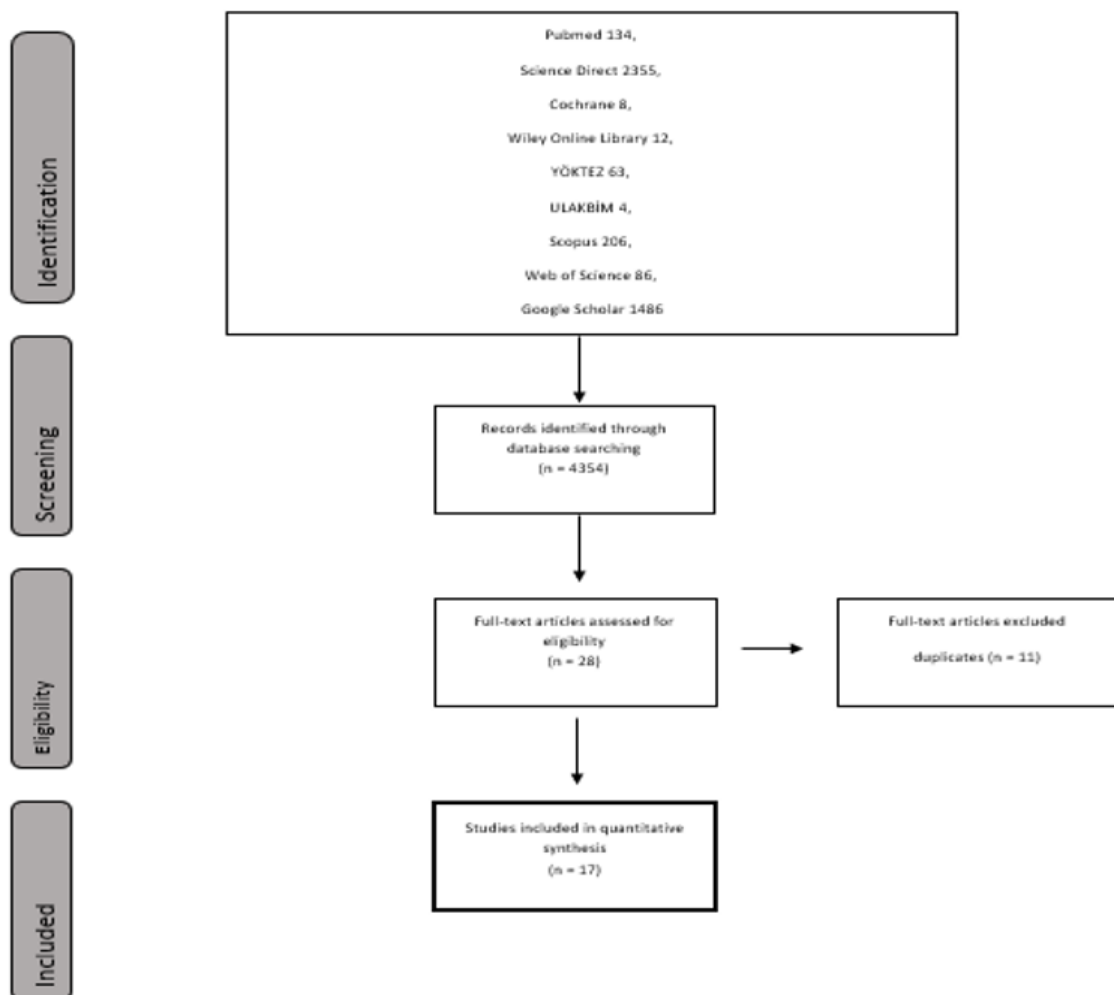 Identification
Pubmed 134,
Science Direct 2355,
Cochrane 8,
Wiley Online Library 12,
YÖKTEZ 63,
ULAKBİM 4,
Scopus 206,
Web of Science 86,
Google Scholar 1486
Screening
Records identified through
database searching
(n = 4354)
Eligibility
Full-text articles assessed for
eligibility
(n = 28)
Full-text articles excluded
duplicates (n = 11)
Included
Studies included in quantitative
synthesis
(n = 17)